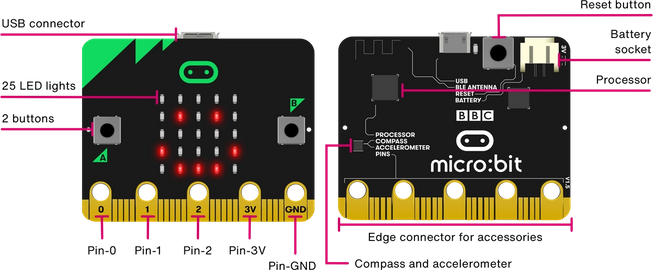 USB connector
25 LED lights
2 buttons
A
B
0 1 2 3V GND
Pin-0 Pin-1 Pin-2 Pin-3V
Pin-GND
Reset button
Battery
socket
Processor
3V
USB
BLE ANTENNA
RESET
BATTERY
BBC
micro:bit
PROCESSOR
COMPASS
ACCELEROMETER
PINS
V1.5
Edge connector for accessories
Compass and accelerometer